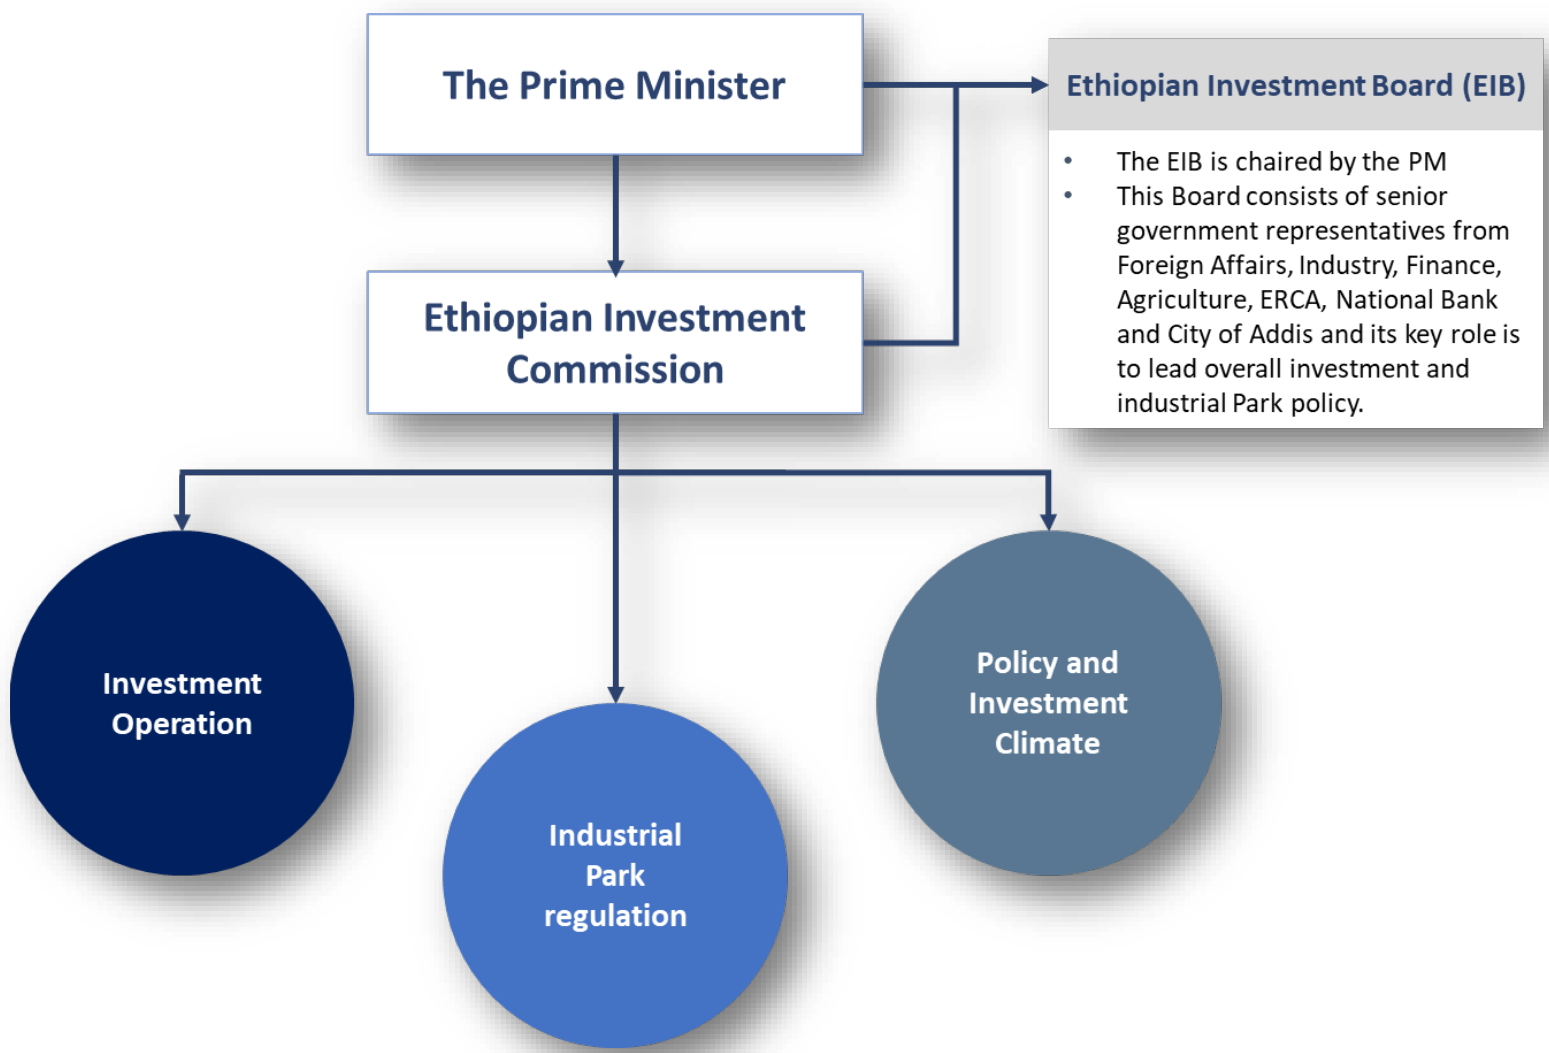 The Prime Minister
Ethiopian Investment Board (EIB)
• The EIB is chaired by the PM
• This Board consists of senior
government representatives from
Foreign Affairs, Industry, Finance,
Agriculture, ERCA, National Bank
and City of Addis and its key role is
to lead overall investment and
industrial Park policy.
Ethiopian Investment
Commission
Investment
Operation
Industrial
Park
regulation
Policy and
Investment
Climate